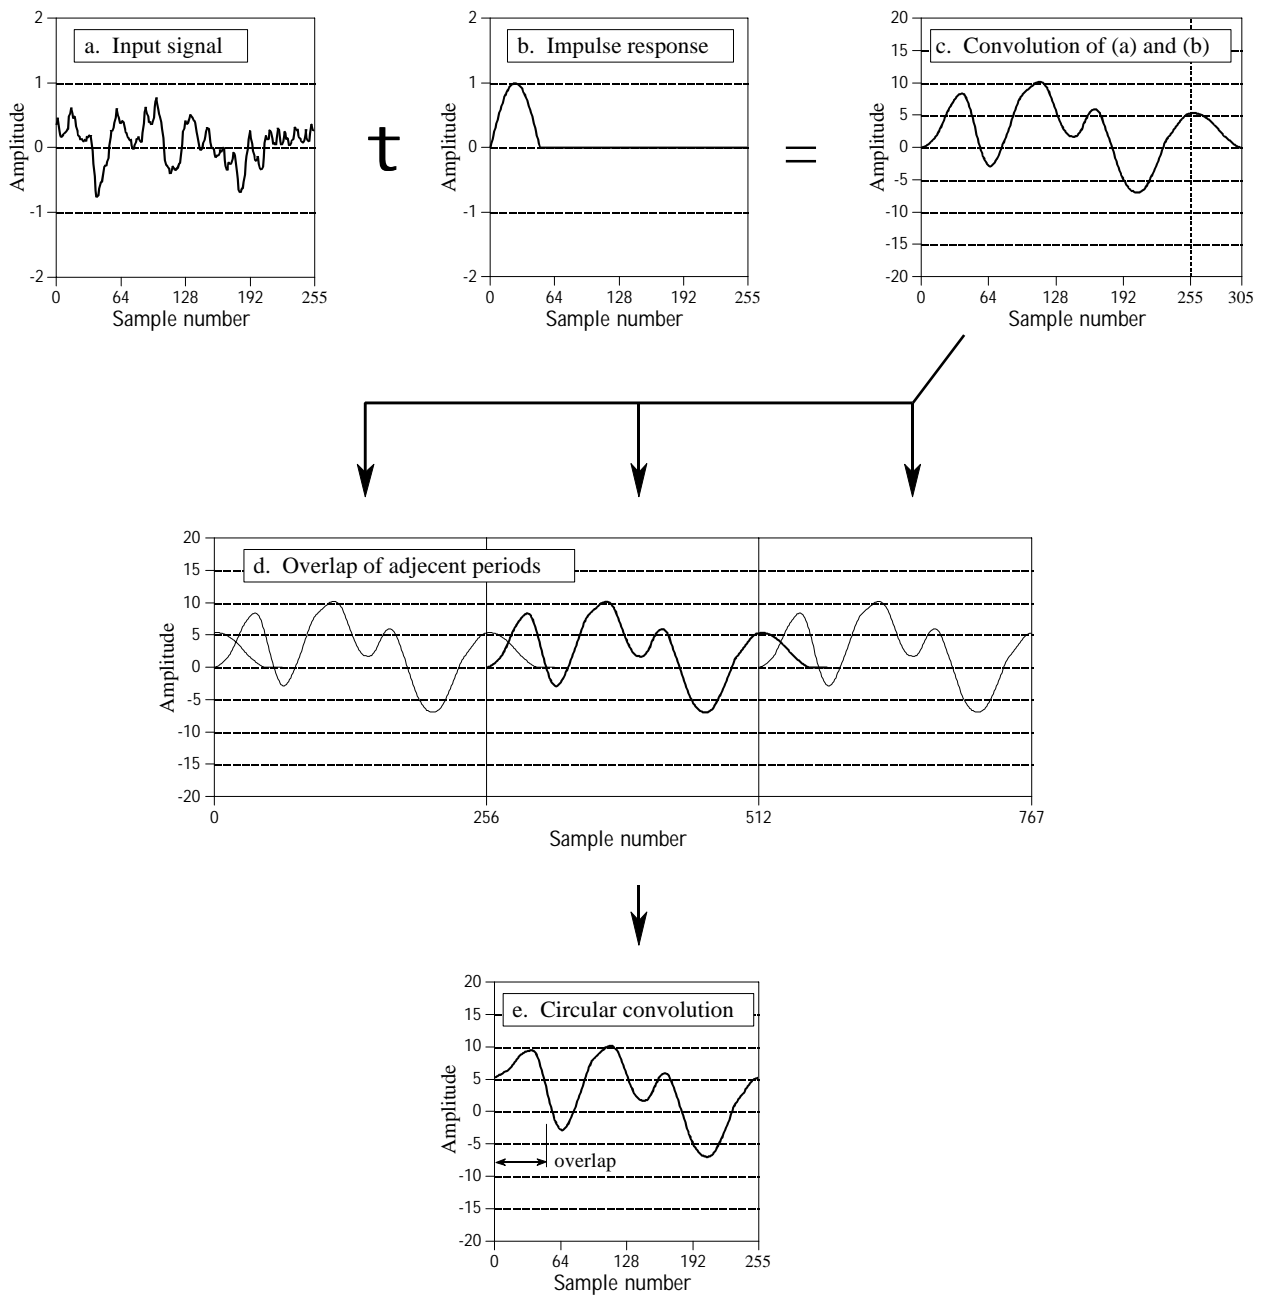 a. Input signal
Amplitude
2
1
0
-1
-2
0 64 128 192 255
Sample number
t
b. Impulse response
Amplitude
2
1
0
-1
-2
0 64 128 192 255
Sample number
=
c. Convolution of (a) and (b)
Amplitude
20
15
10
5
0
-5
-10
-15
-20
0 64 128 192 255 305
Sample number
d. Overlap of adjecent periods
Amplitude
20
15
10
5
0
-5
-10
-15
-20
0 256 512 767
Sample number
e. Circular convolution
Amplitude
20
15
10
5
0
-5
-10
-15
-20
overlap
0 64 128 192 255
Sample number